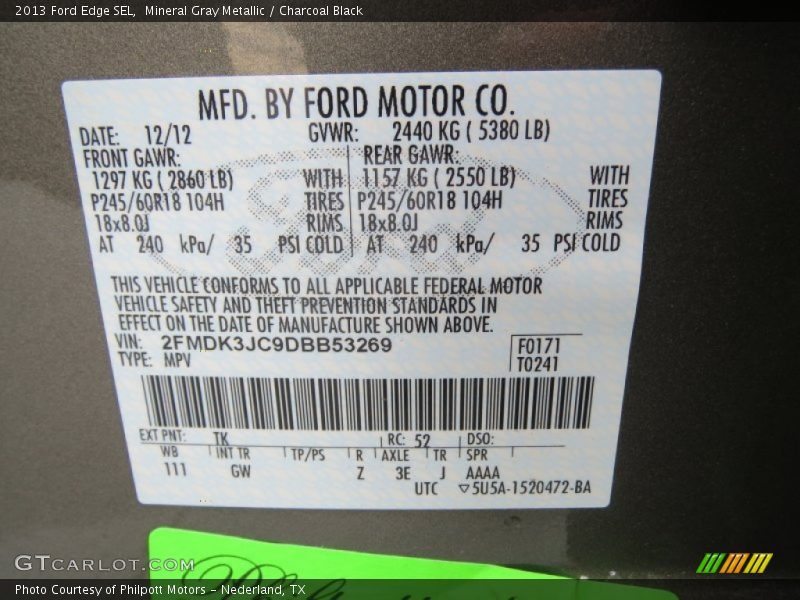 2013 Ford Edge SEL,  Mineral Gray Metallic / Charcoal Black
MFD. BY FORD MOTOR CO.
DATE: 12/12 GVWR: 2440 KG ( 5380 LB)
FRONT GAWR: REAR GAWR:
1297 KG ( 2860 LB) WITH 1157 KG ( 2550 LB) WITH
P245/60R18 104H TIRES P245/60R18 104H TIRES
18x8.0J RIMS 18x8.0J RIMS
AT 240 kPa/ 35 PSI COLD AT 240 kPa/ 35 PSI COLD
THIS VEHICLE CONFORMS TO ALL APPLICABLE FEDERAL MOTOR
VEHICLE SAFETY AND THEFT PREVENTION STANDARDS IN
EFFECT ON THE DATE OF MANUFACTURE SHOWN ABOVE.
VIN: 2FMDK3JC9DBB53269 F0171
TYPE: MPV T0241
EXT PNT: TK RC: 52 DSO:
WB INT TR TP/PS R AXLE TR SPR
111 GW Z 3E J AAAA
UTC ▽5U5A-1520472-BA
GTCARLOT.COM
Photo Courtesy of Philpott Motors – Nederland, TX